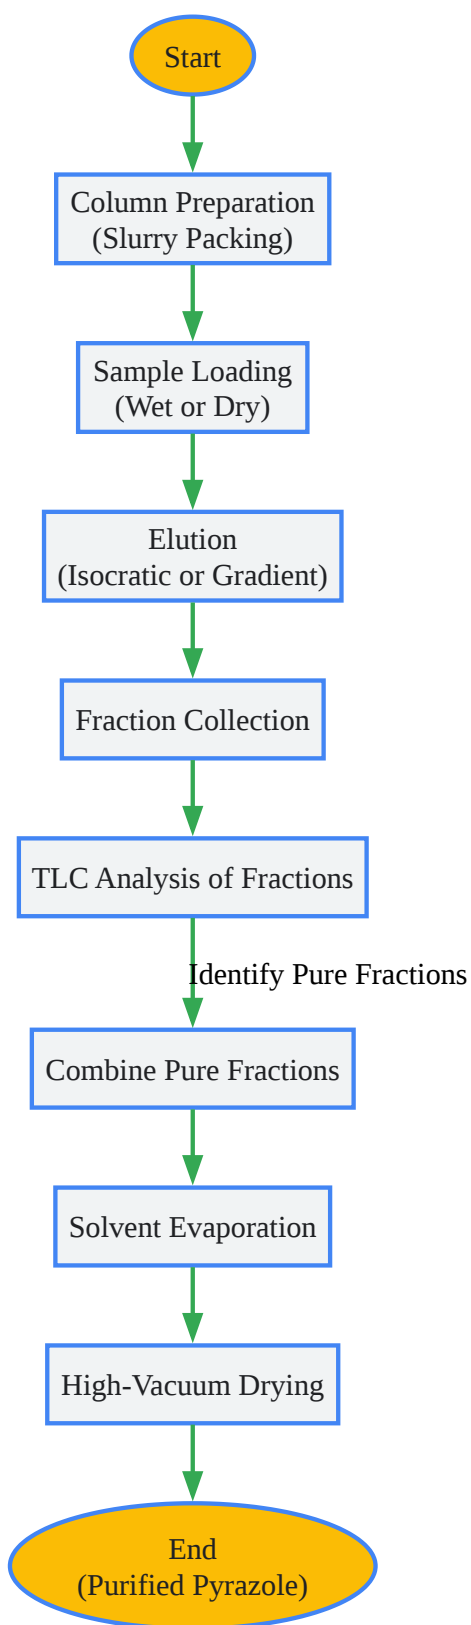 Start
Column Preparation
(Slurry Packing)
Sample Loading
(Wet or Dry)
Elution
(Isocratic or Gradient)
Fraction Collection
TLC Analysis of Fractions
Identify Pure Fractions
Combine Pure Fractions
Solvent Evaporation
High-Vacuum Drying
End
(Purified Pyrazole)